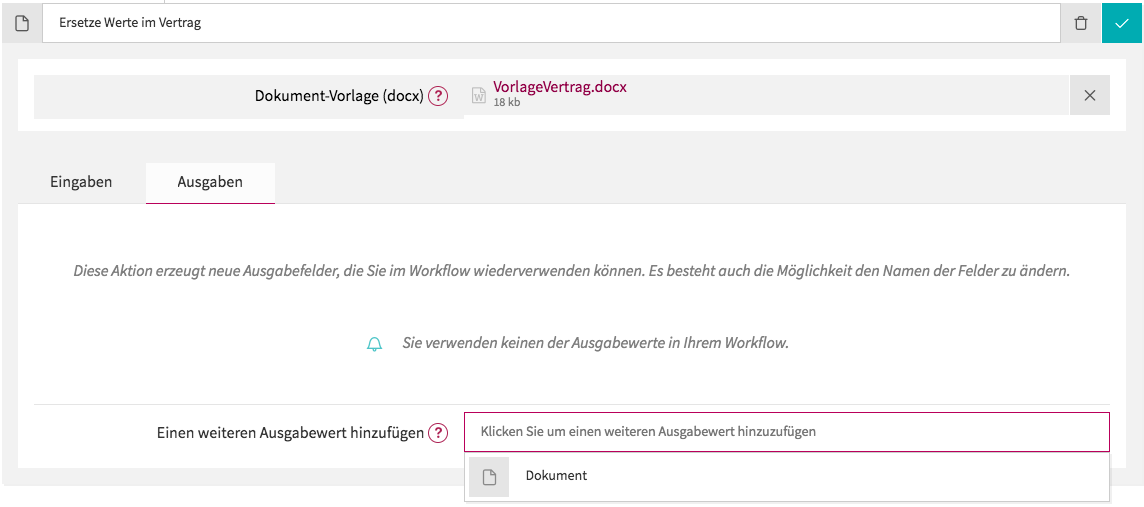 Ersetze Werte im Vertrag
Dokument-Vorlage (docx) ?
VorlageVertrag.docx
18 kb
Eingaben
Ausgaben
Diese Aktion erzeugt neue Ausgabefelder, die Sie im Workflow wiederverwenden können. Es besteht auch die Möglichkeit den Namen der Felder zu ändern.
Sie verwenden keinen der Ausgabewerte in Ihrem Workflow.
Einen weiteren Ausgabewert hinzufügen ?
Klicken Sie um einen weiteren Ausgabewert hinzuzufügen
Dokument